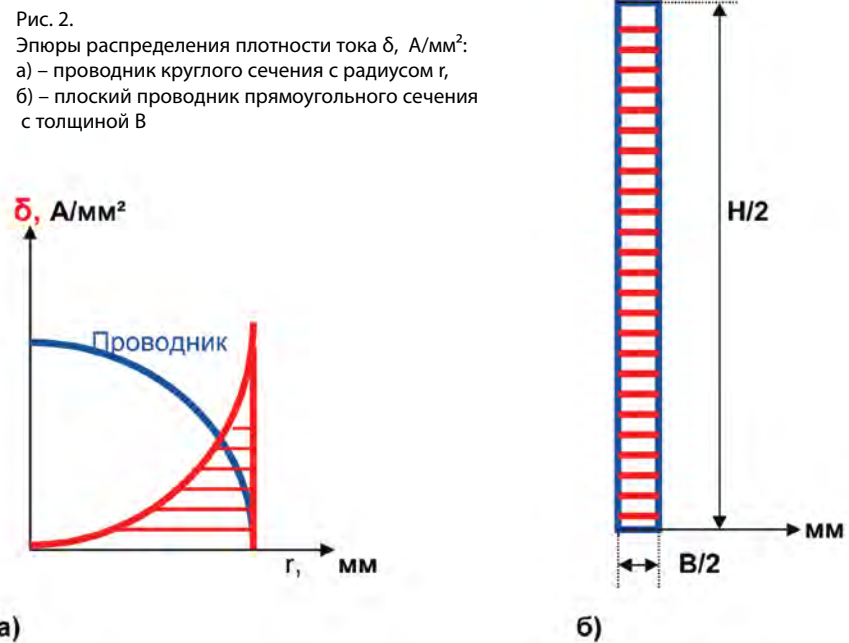 Рис. 2.
Эпюры распределения плотности тока δ, А/мм²:
а) – проводник круглого сечения с радиусом r,
б) – плоский проводник прямоугольного сечения
с толщиной В
δ, А/мм²
Проводник
r, мм
а)
H/2
мм
B/2
б)